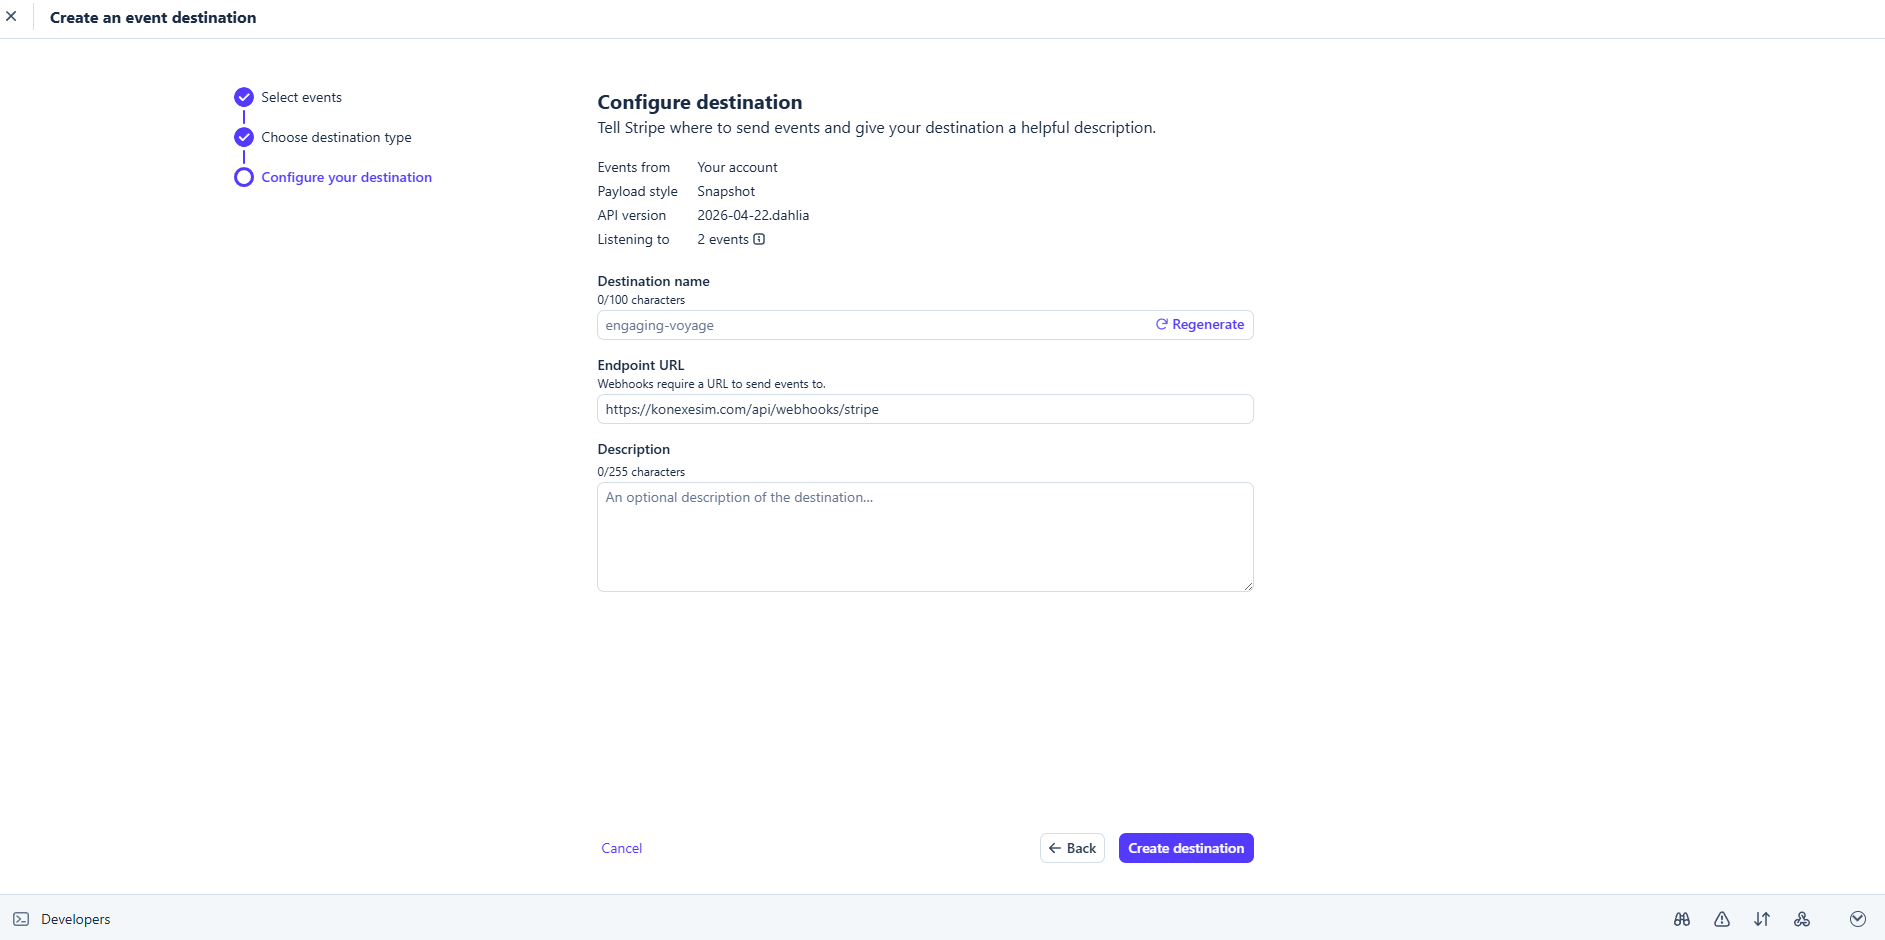 Create an event destination
Select events
Choose destination type
Configure your destination
Configure destination
Tell Stripe where to send events and give your destination a helpful description.
Events from Your account
Payload style Snapshot
API version 2026-04-22.dahlia
Listening to 2 events
Destination name
0/100 characters
engaging-voyage Regenerate
Endpoint URL
Webhooks require a URL to send events to.
https://konexesim.com/api/webhooks/stripe
Description
0/255 characters
An optional description of the destination...
Cancel Back Create destination
Developers